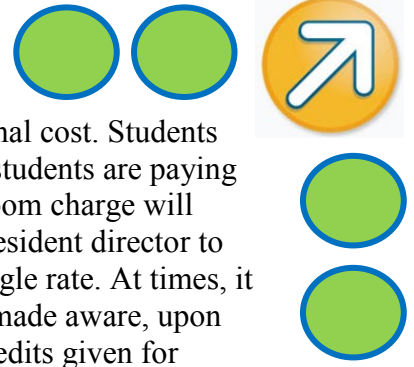 nal cost. Students
students are paying
oom charge will
esident director to
gle rate. At times, it
made aware, upon
edits given for